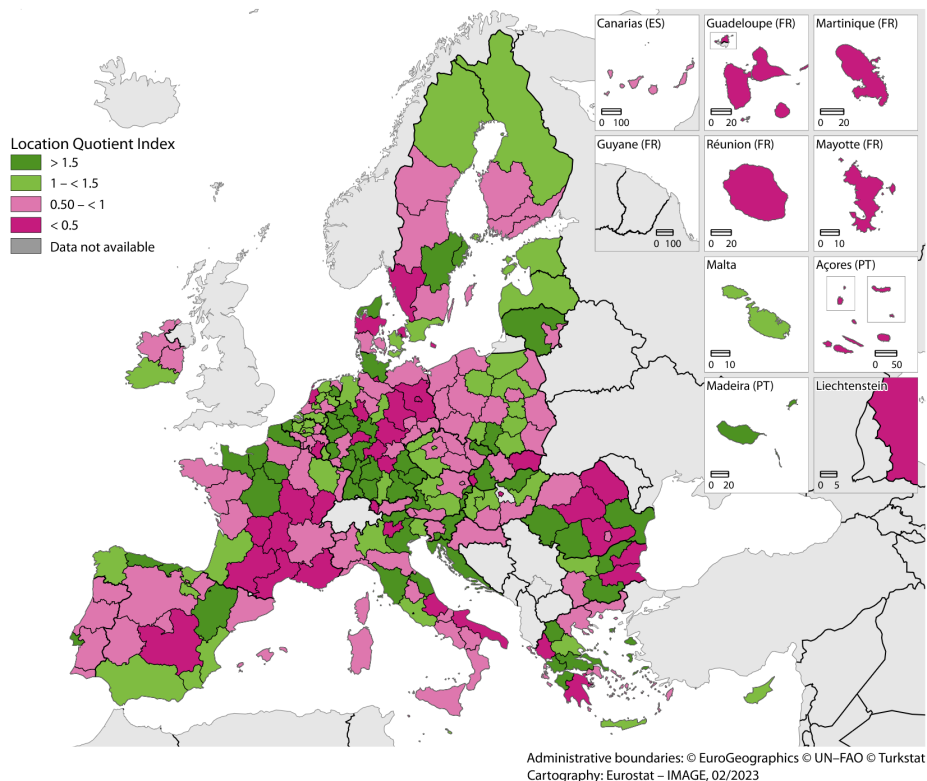 Canarias (ES)
0 100
Guadeloupe (FR)
0 20
Martinique (FR)
0 20
Location Quotient Index
> 1.5
1 – < 1.5
0.50 – < 1
< 0.5
Data not available
Guyane (FR)
0 100
Réunion (FR)
0 20
Mayotte (FR)
0 10
Malta
0 10
Açores (PT)
0 50
Madeira (PT)
0 20
Liechtenstein
0 5
Administrative boundaries: © EuroGeographics © UN–FAO © Turkstat
Cartography: Eurostat – IMAGE, 02/2023